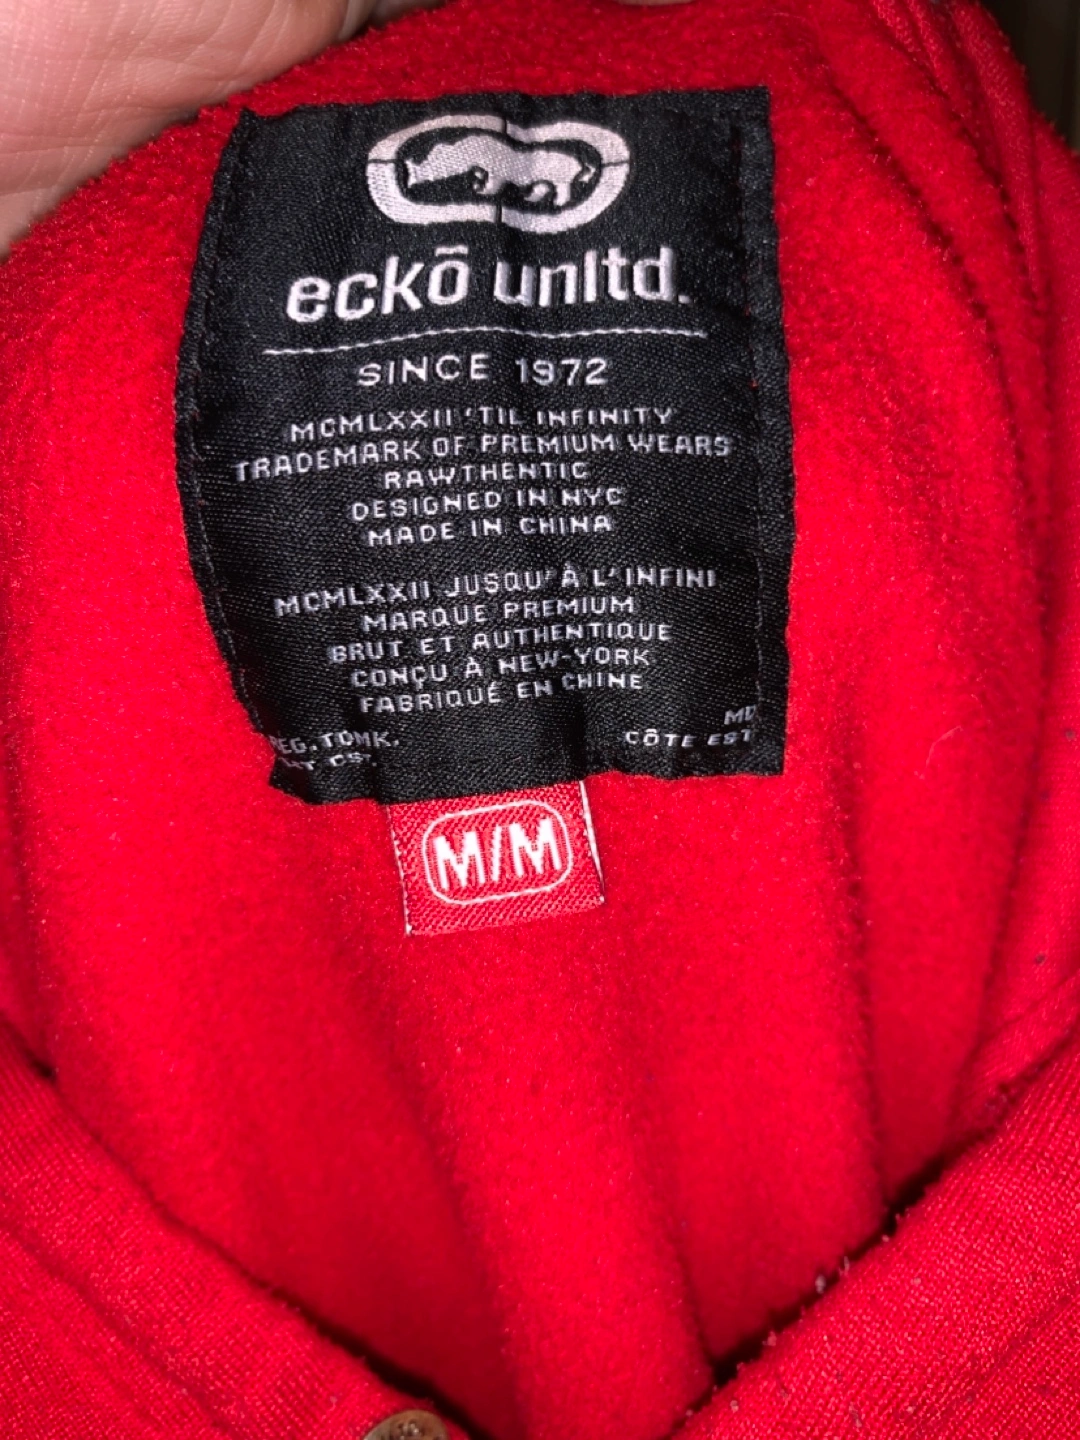 eckō unltd.
SINCE 1972
MCMLXXII 'TIL INFINITY
TRADEMARK OF PREMIUM WEARS
RAWTHENTIC
DESIGNED IN NYC
MADE IN CHINA
MCMLXXII JUSQU'À L'INFINI
MARQUE PREMIUM
BRUT ET AUTHENTIQUE
CONÇU À NEW-YORK
FABRIQUÉ EN CHINE
CÔTE EST
M/M